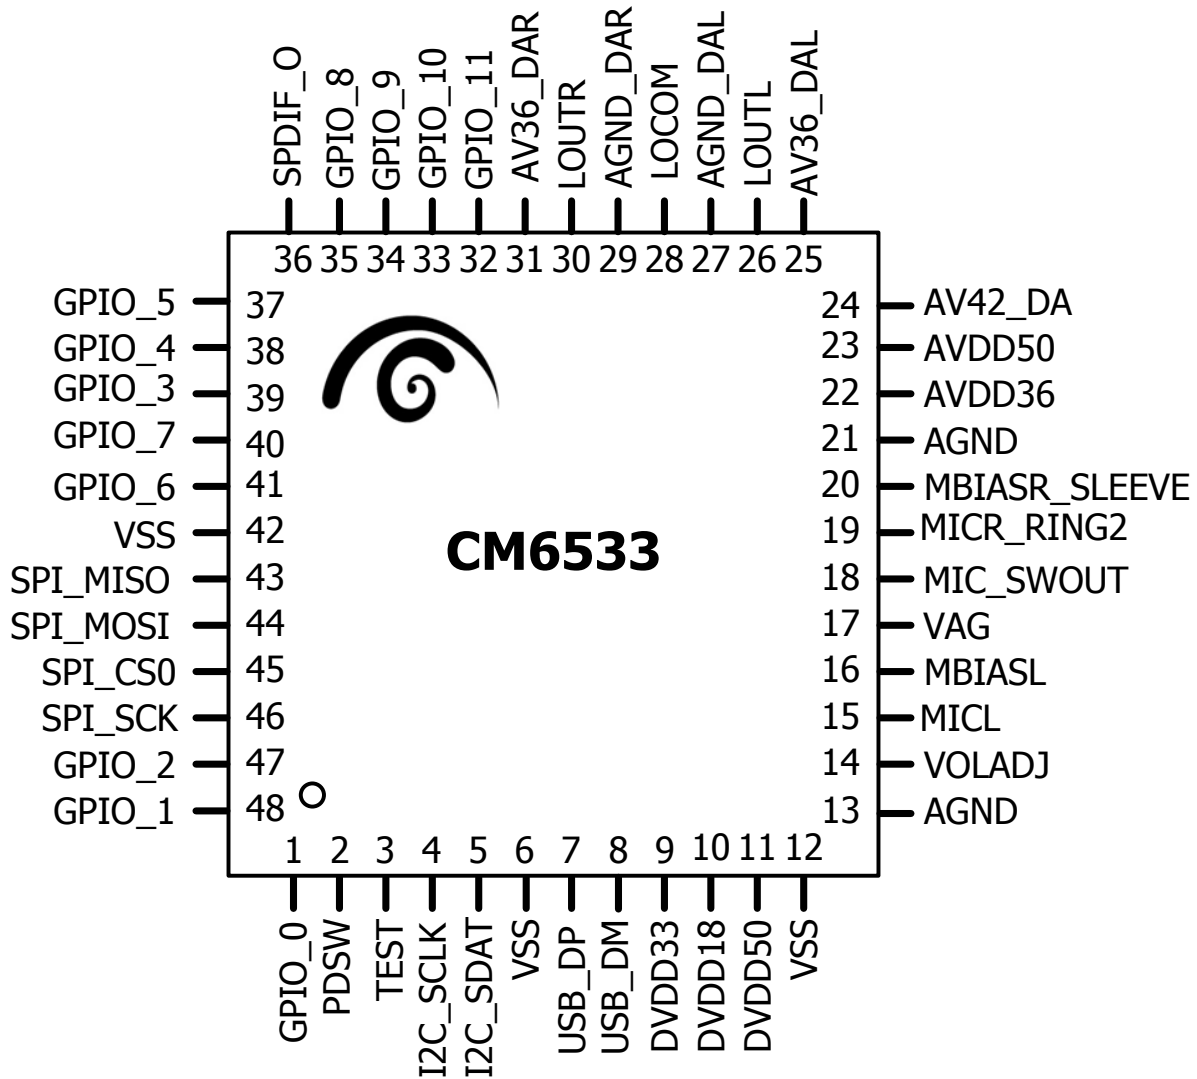 SPDIF_O
GPIO_8
GPIO_9
GPIO_10
GPIO_11
AV36_DAR
LOUTR
AGND_DAR
LOCOM
AGND_DAL
LOUTL
AV36_DAL
36 35 34 33 32 31 30 29 28 27 26 25
GPIO_5 37
GPIO_4 38
GPIO_3 39
GPIO_7 40
GPIO_6 41
VSS 42
SPI_MISO 43
SPI_MOSI 44
SPI_CS0 45
SPI_SCK 46
GPIO_2 47
GPIO_1 48
CM6533
24 AV42_DA
23 AVDD50
22 AVDD36
21 AGND
20 MBIASR_SLEEVE
19 MICR_RING2
18 MIC_SWOUT
17 VAG
16 MBIASL
15 MICL
14 VOLADJ
13 AGND
1 2 3 4 5 6 7 8 9 10 11 12
GPIO_0
PDSW
TEST
I2C_SCLK
I2C_SDAT
VSS
USB_DP
USB_DM
DVDD33
DVDD18
DVDD50
VSS